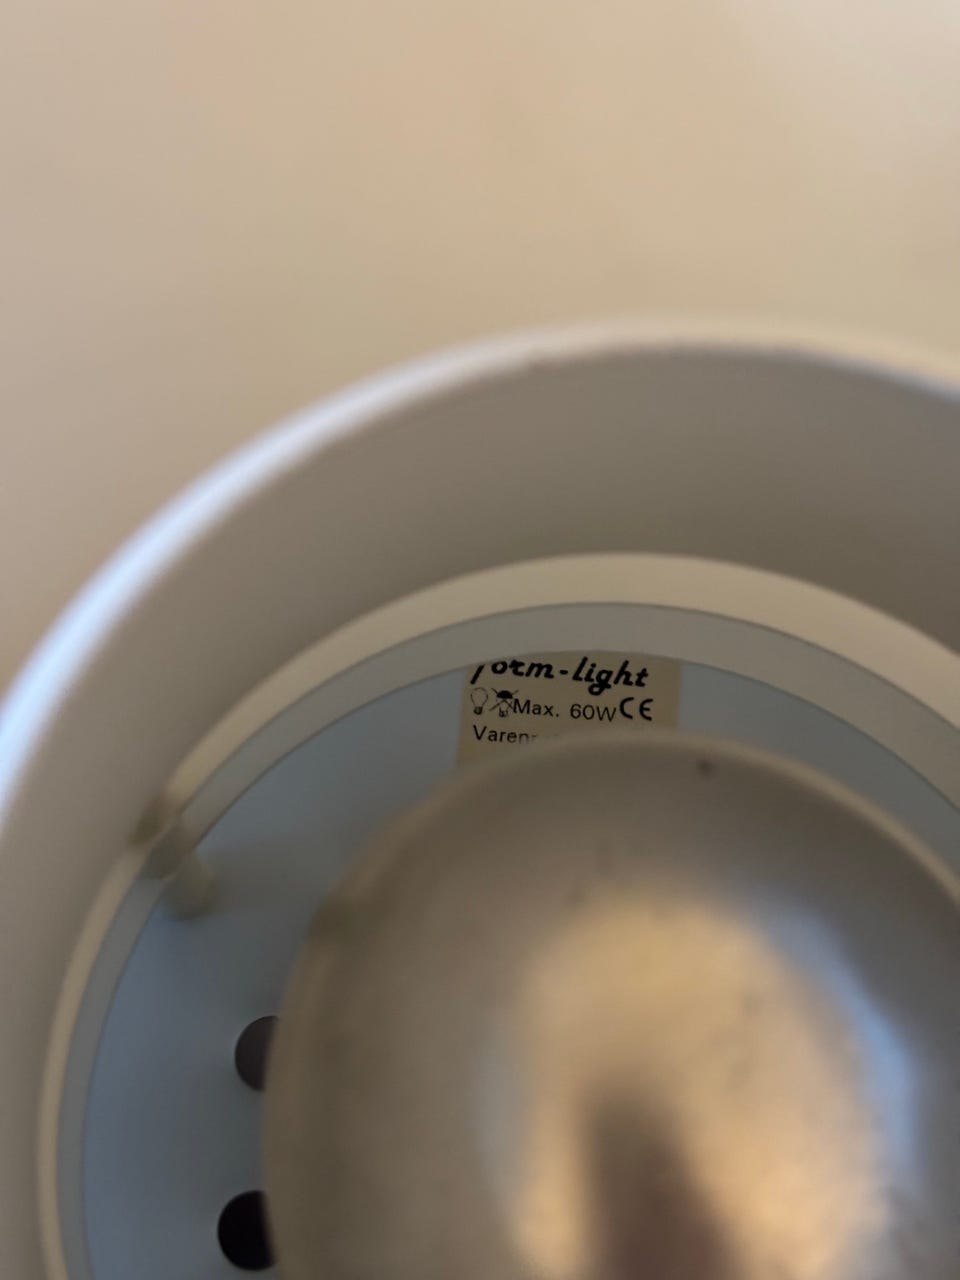 form-light
Max. 60W CE